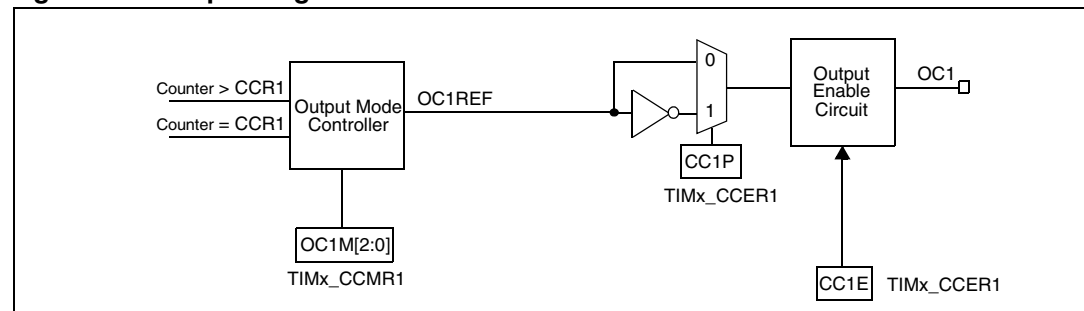 Counter > CCR1
Counter = CCR1
Output Mode
Controller
OC1REF
OC1M[2:0]
TIMx_CCMR1
0
1
CC1P
TIMx_CCER1
Output
Enable
Circuit
OC1
CC1E
TIMx_CCER1